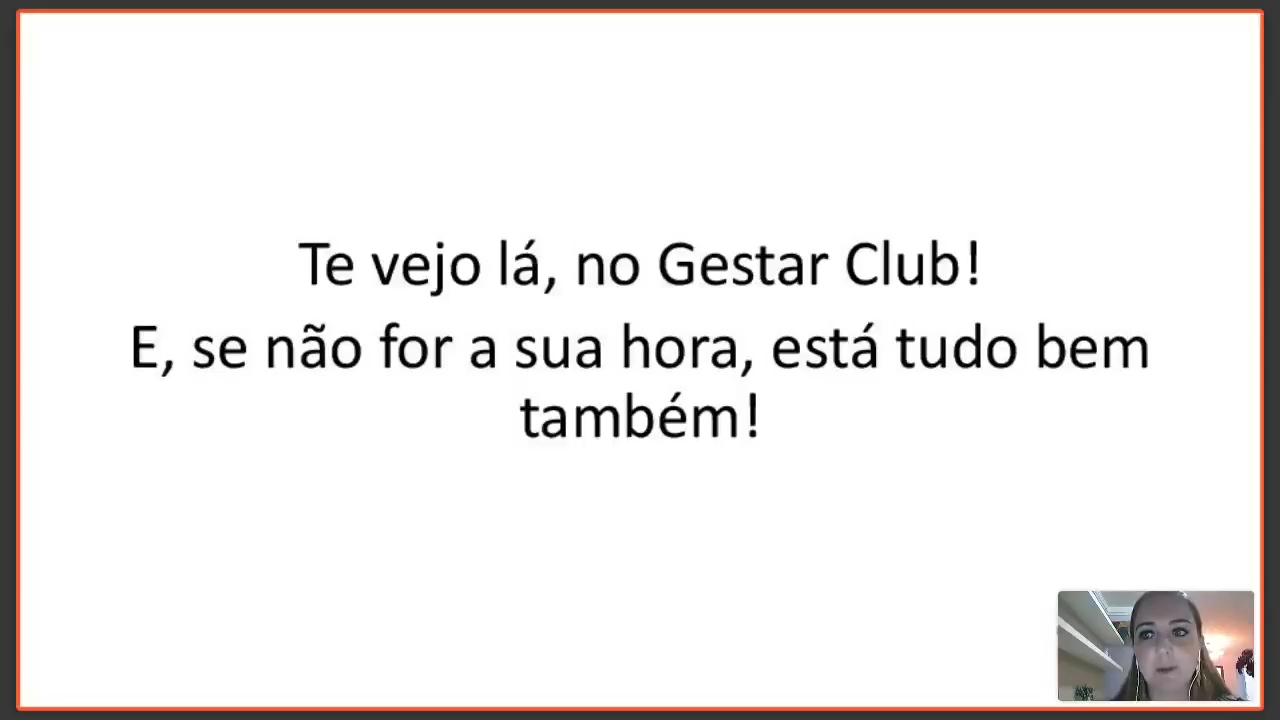 Te vejo lá, no Gestar Club!
E, se não for a sua hora, está tudo bem
também!